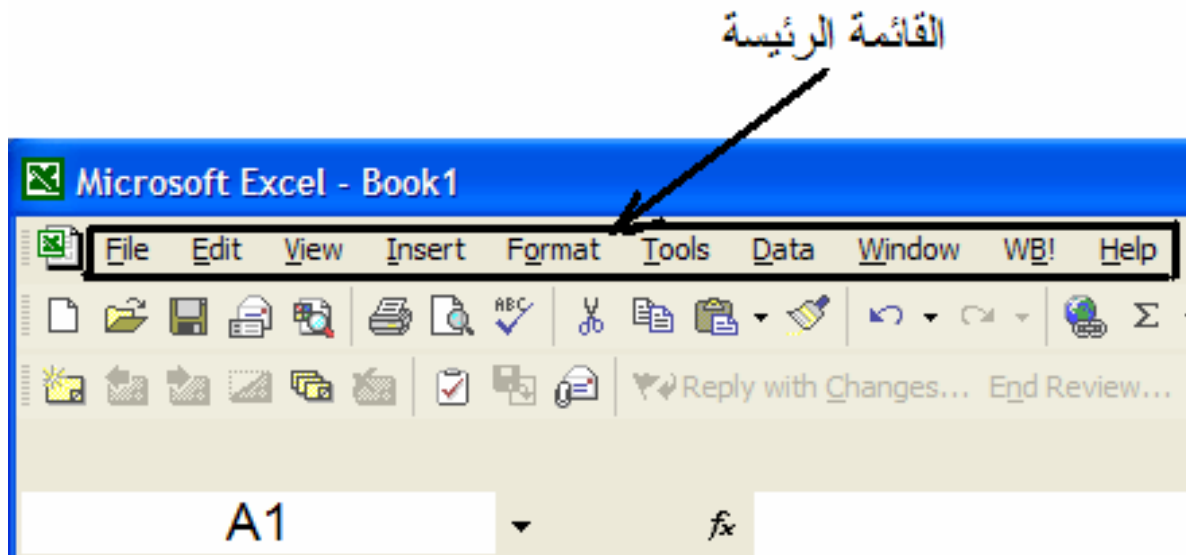 القائمة الرئيسة
Microsoft Excel - Book1
File Edit View Insert Format Tools Data Window WB! Help
ABC Σ
Reply with Changes... End Review...
A1 fx